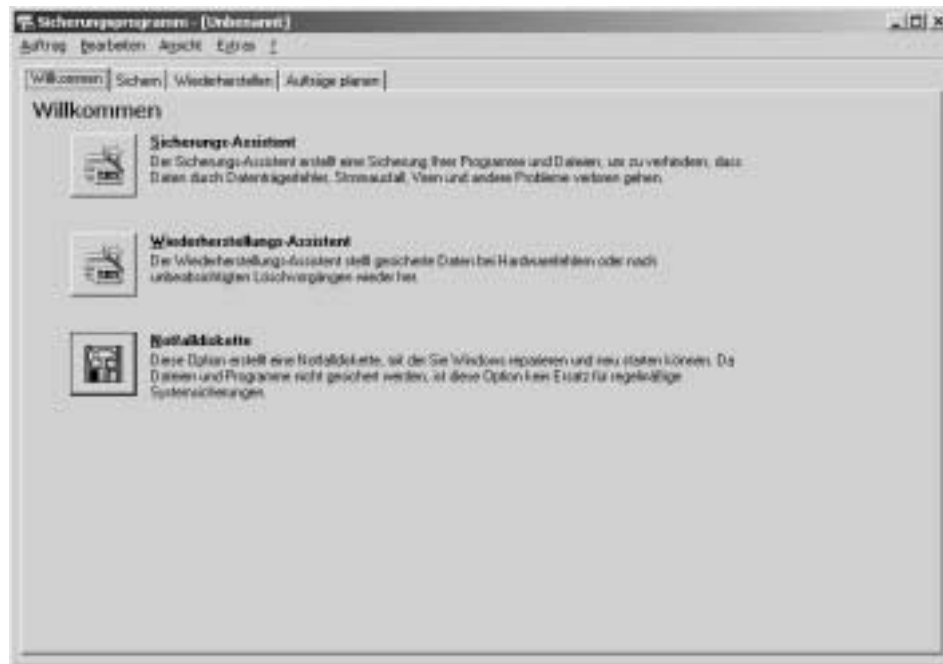 Sicherungsprogramm - [Unbenannt]
Auftrag Bearbeiten Ansicht Extras ?
Willkommen Sichern Wiederherstellen Aufträge planen
Willkommen
Sicherungs-Assistent
Der Sicherungs-Assistent erstellt eine Sicherung Ihrer Programme und Dateien, um zu verhindern, dass
Daten durch Datenträgerfehler, Stromausfall, Viren und andere Probleme verloren gehen.
Wiederherstellungs-Assistent
Der Wiederherstellungs-Assistent stellt gesicherte Daten bei Hardwarefehlern oder nach
unbeabsichtigten Löschvorgängen wieder her.
Notfalldiskette
Diese Option erstellt eine Notfalldiskette, mit der Sie Windows reparieren und neu starten können. Da
Dateien und Programme nicht gesichert werden, ist diese Option kein Ersatz für regelmäßige
Systemsicherungen.